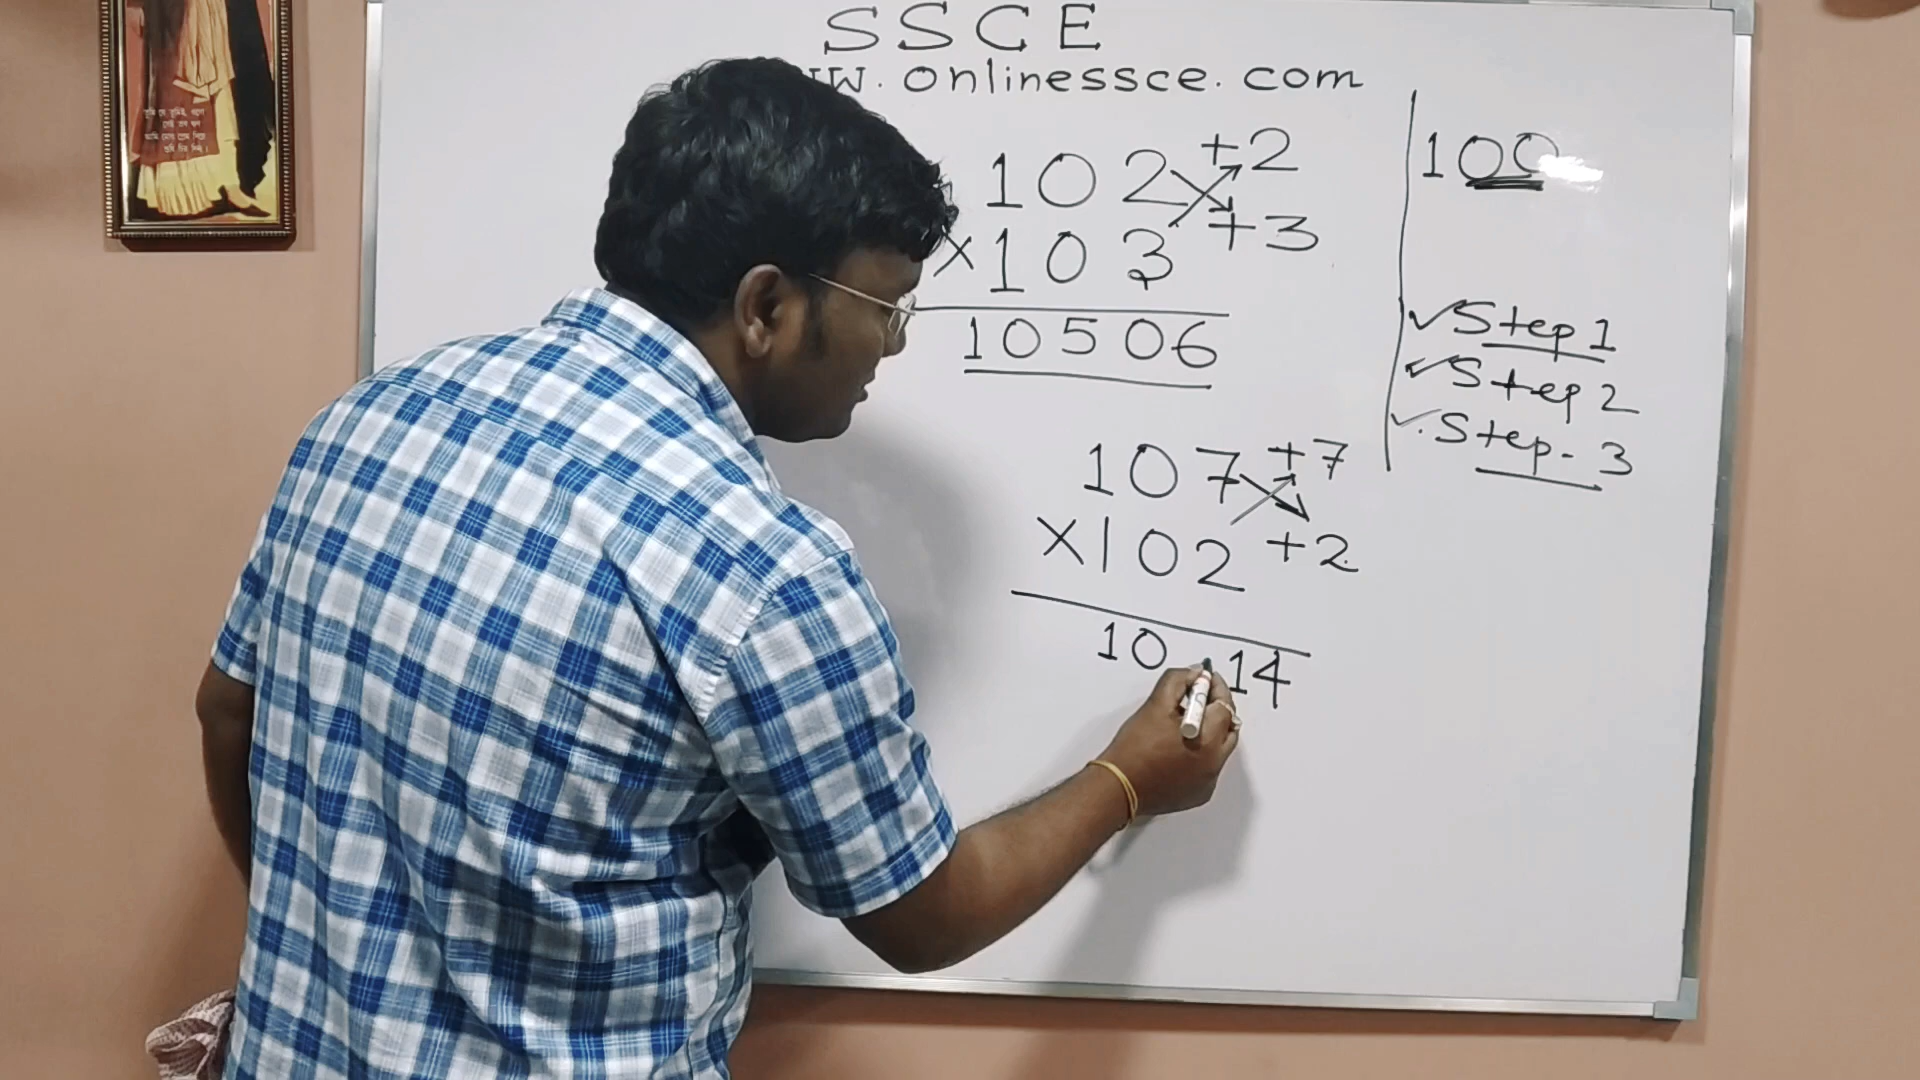 SSCE
W.onlinessce.com
102 +2
×103 +3
10506
107 +7
×102 +2
10 14
100
✓Step 1
✓Step 2
✓.Step-3